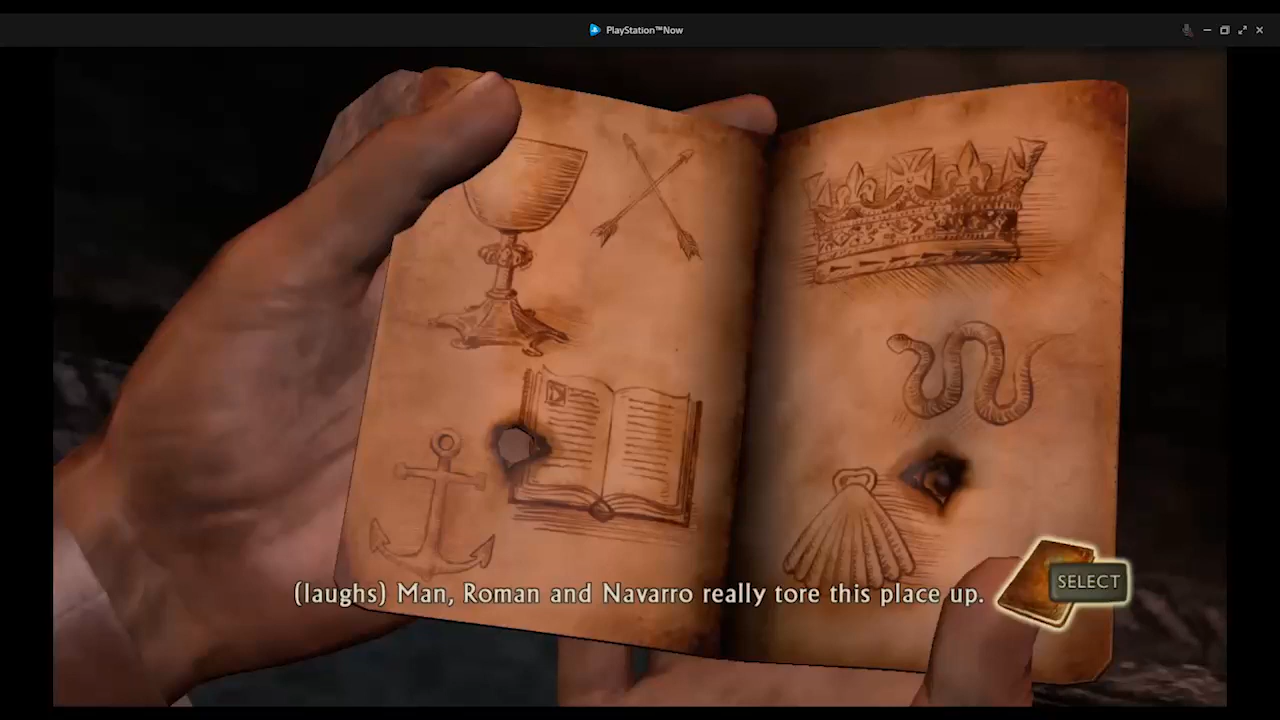 PlayStation™Now
(laughs) Man, Roman and Navarro really tore this place up.
SELECT